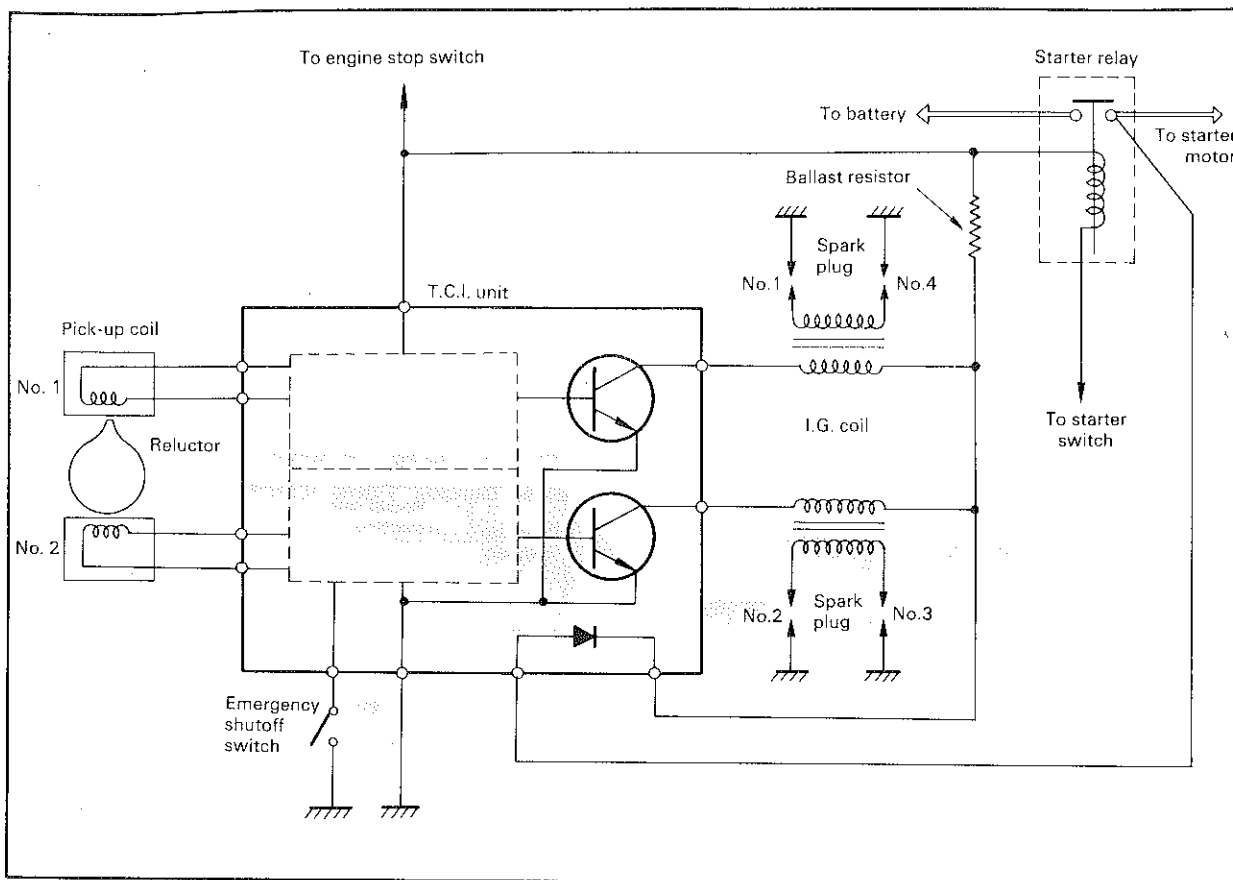 To engine stop switch
Starter relay
To battery
To starter
motor
Ballast resistor
Spark
plug
No.1
No.4
T.C.I. unit
Pick-up coil
No. 1
Reluctor
I.G. coil
To starter
switch
No. 2
No.2
Spark
plug
No.3
Emergency
shutoff
switch